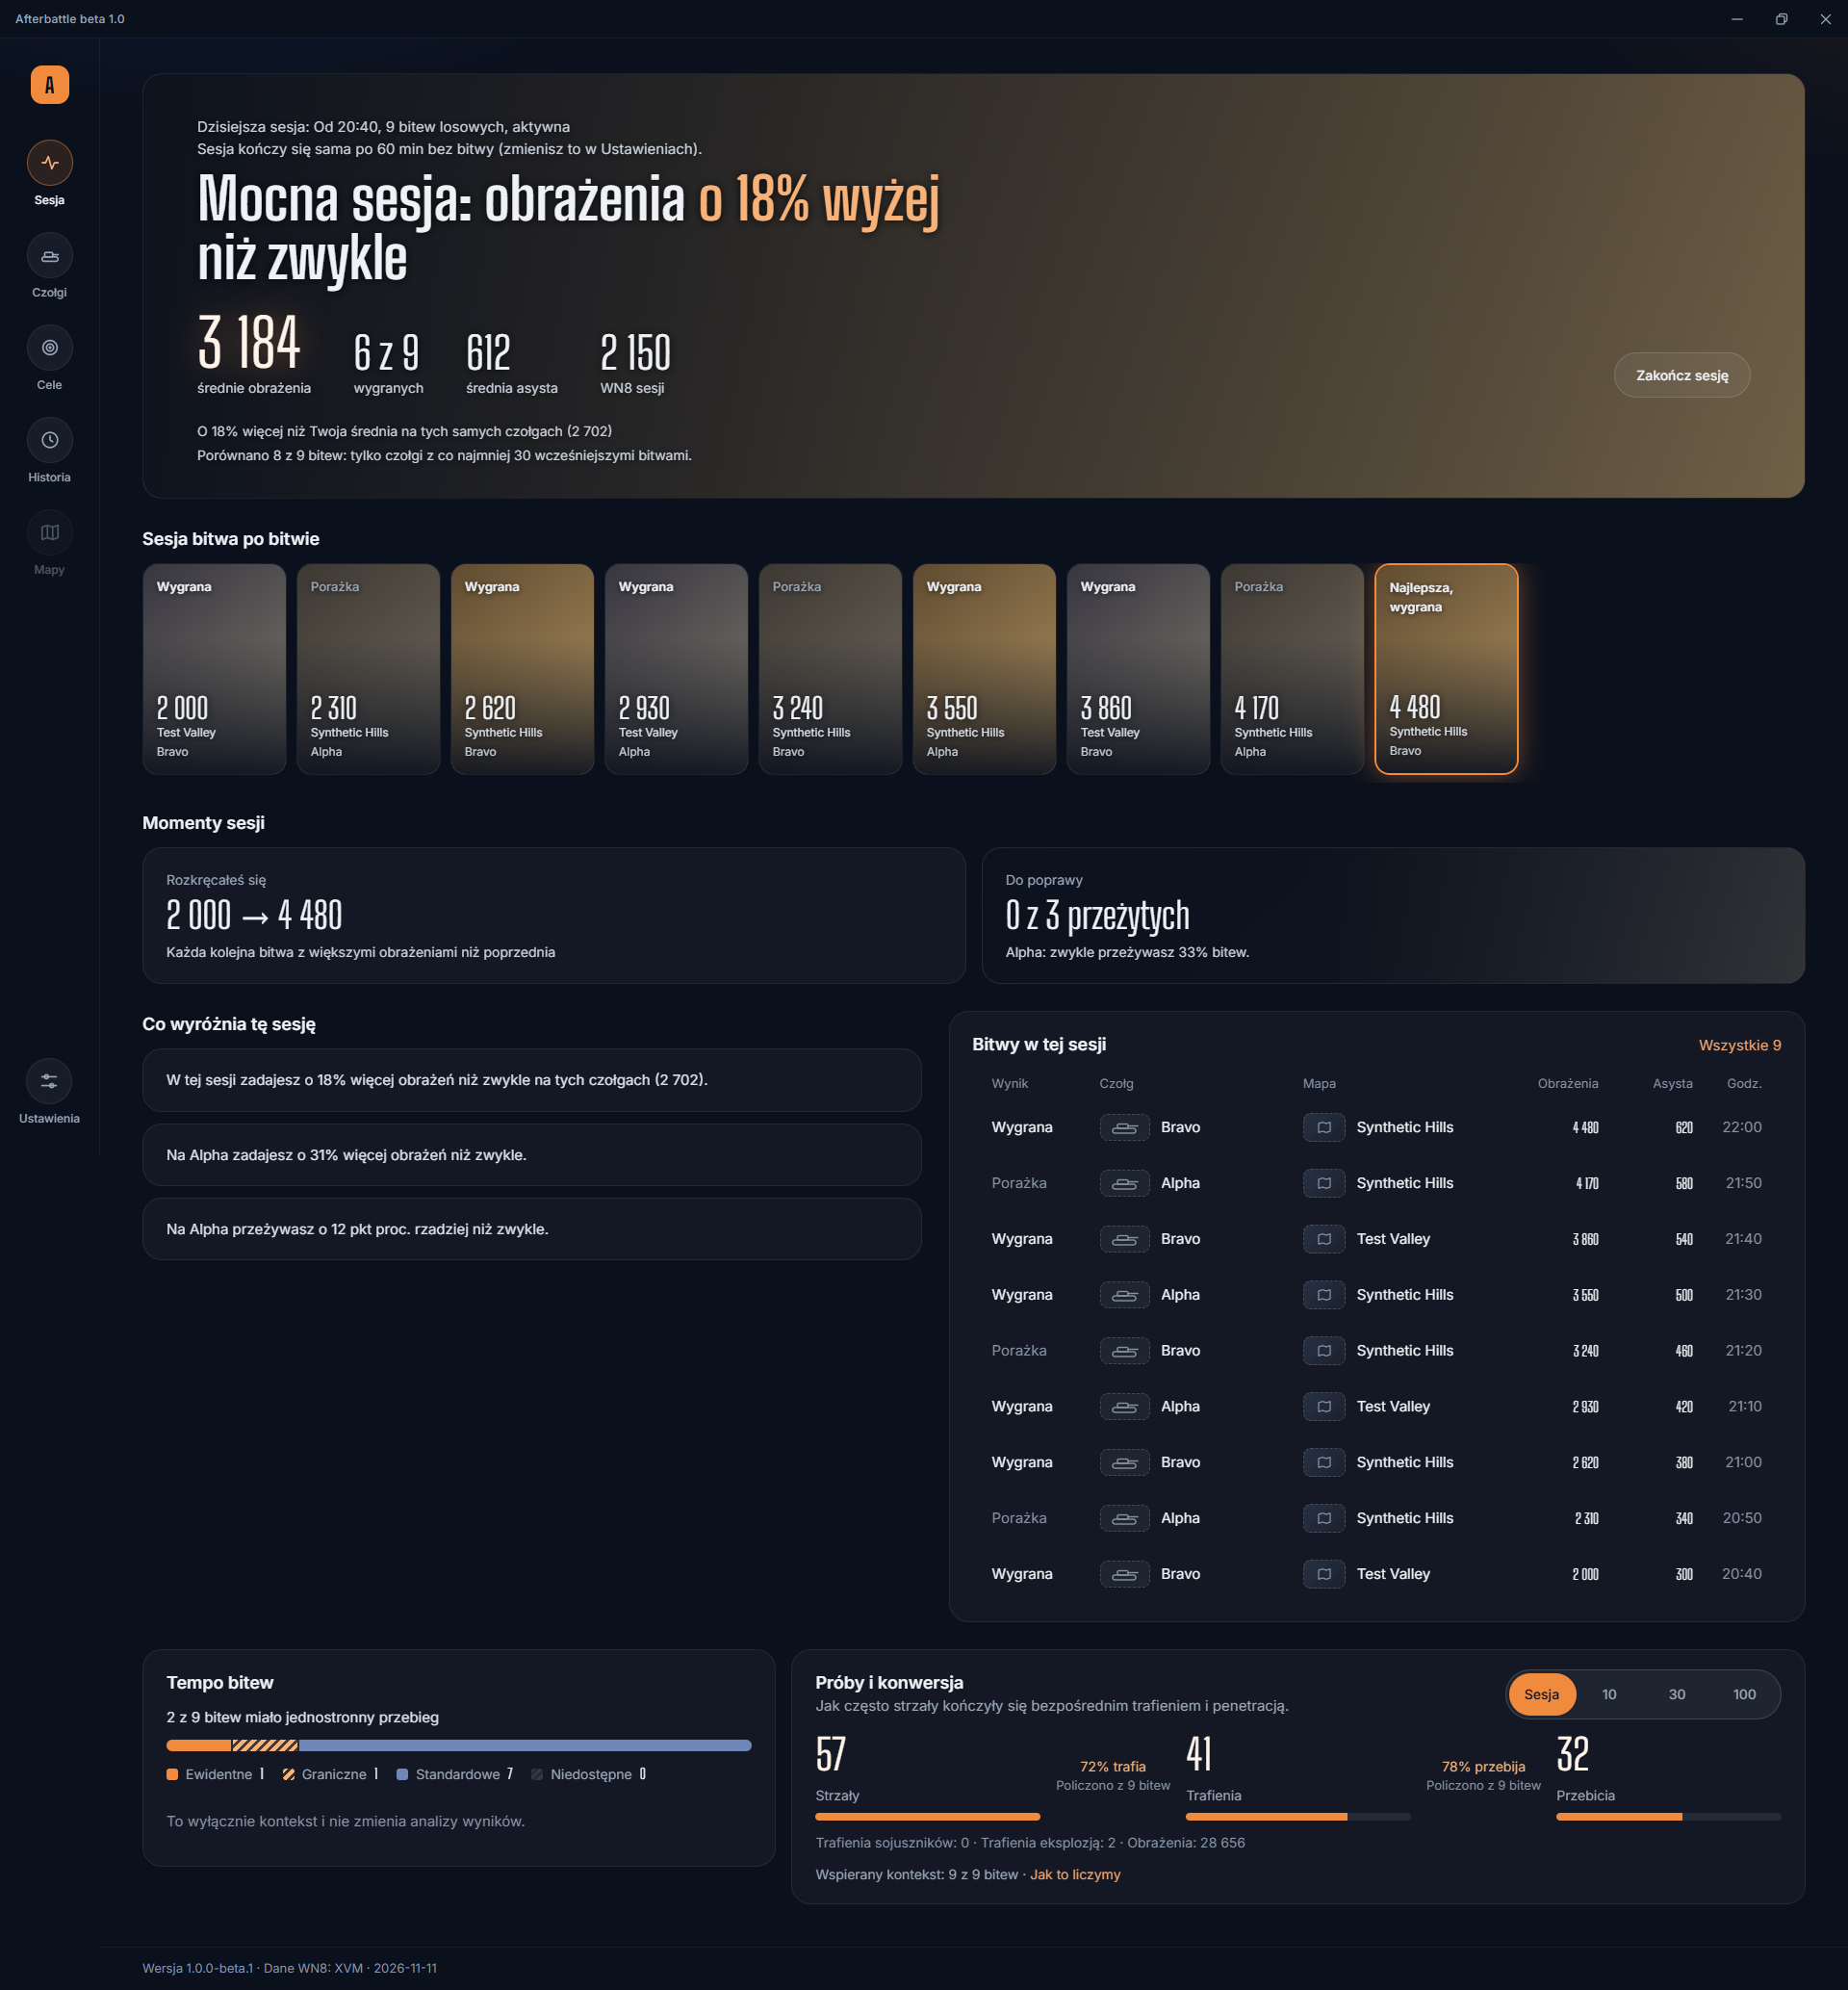 Afterbattle beta 1.0
A
Sesja
Czołgi
Cele
Historia
Mapy
Ustawienia
Dzisiejsza sesja: Od 20:40, 9 bitew losowych, aktywna
Sesja kończy się sama po 60 min bez bitwy (zmienisz to w Ustawieniach).
Mocna sesja: obrażenia o 18% wyżej
niż zwykle
3 184 6 z 9 612 2 150
średnie obrażenia wygranych średnia asysta WN8 sesji
Zakończ sesję
O 18% więcej niż Twoja średnia na tych samych czołgach (2 702)
Porównano 8 z 9 bitew: tylko czołgi z co najmniej 30 wcześniejszymi bitwami.
Sesja bitwa po bitwie
Wygrana
2 000
Test Valley
Bravo
Porażka
2 310
Synthetic Hills
Alpha
Wygrana
2 620
Synthetic Hills
Bravo
Wygrana
2 930
Test Valley
Alpha
Porażka
3 240
Synthetic Hills
Bravo
Wygrana
3 550
Synthetic Hills
Alpha
Wygrana
3 860
Test Valley
Bravo
Porażka
4 170
Synthetic Hills
Alpha
Najlepsza,
wygrana
4 480
Synthetic Hills
Bravo
Momenty sesji
Rozkręcałeś się
2 000 → 4 480
Każda kolejna bitwa z większymi obrażeniami niż poprzednia
Do poprawy
0 z 3 przeżytych
Alpha: zwykle przeżywasz 33% bitew.
Co wyróżnia tę sesję
W tej sesji zadajesz o 18% więcej obrażeń niż zwykle na tych czołgach (2 702).
Na Alpha zadajesz o 31% więcej obrażeń niż zwykle.
Na Alpha przeżywasz o 12 pkt proc. rzadziej niż zwykle.
Bitwy w tej sesji Wszystkie 9
Wynik Czołg Mapa Obrażenia Asysta Godz.
Wygrana Bravo Synthetic Hills 4 480 620 22:00
Porażka Alpha Synthetic Hills 4 170 580 21:50
Wygrana Bravo Test Valley 3 860 540 21:40
Wygrana Alpha Synthetic Hills 3 550 500 21:30
Porażka Bravo Synthetic Hills 3 240 460 21:20
Wygrana Alpha Test Valley 2 930 420 21:10
Wygrana Bravo Synthetic Hills 2 620 380 21:00
Porażka Alpha Synthetic Hills 2 310 340 20:50
Wygrana Bravo Test Valley 2 000 300 20:40
Tempo bitew
2 z 9 bitew miało jednostronny przebieg
Ewidentne 1 Graniczne 1 Standardowe 7 Niedostępne 0
To wyłącznie kontekst i nie zmienia analizy wyników.
Próby i konwersja
Jak często strzały kończyły się bezpośrednim trafieniem i penetracją.
Sesja 10 30 100
57
Strzały
72% trafia
Policzono z 9 bitew
41
Trafienia
78% przebija
Policzono z 9 bitew
32
Przebicia
Trafienia sojuszników: 0 · Trafienia eksplozją: 2 · Obrażenia: 28 656
Wspierany kontekst: 9 z 9 bitew · Jak to liczymy
Wersja 1.0.0-beta.1 · Dane WN8: XVM · 2026-11-11